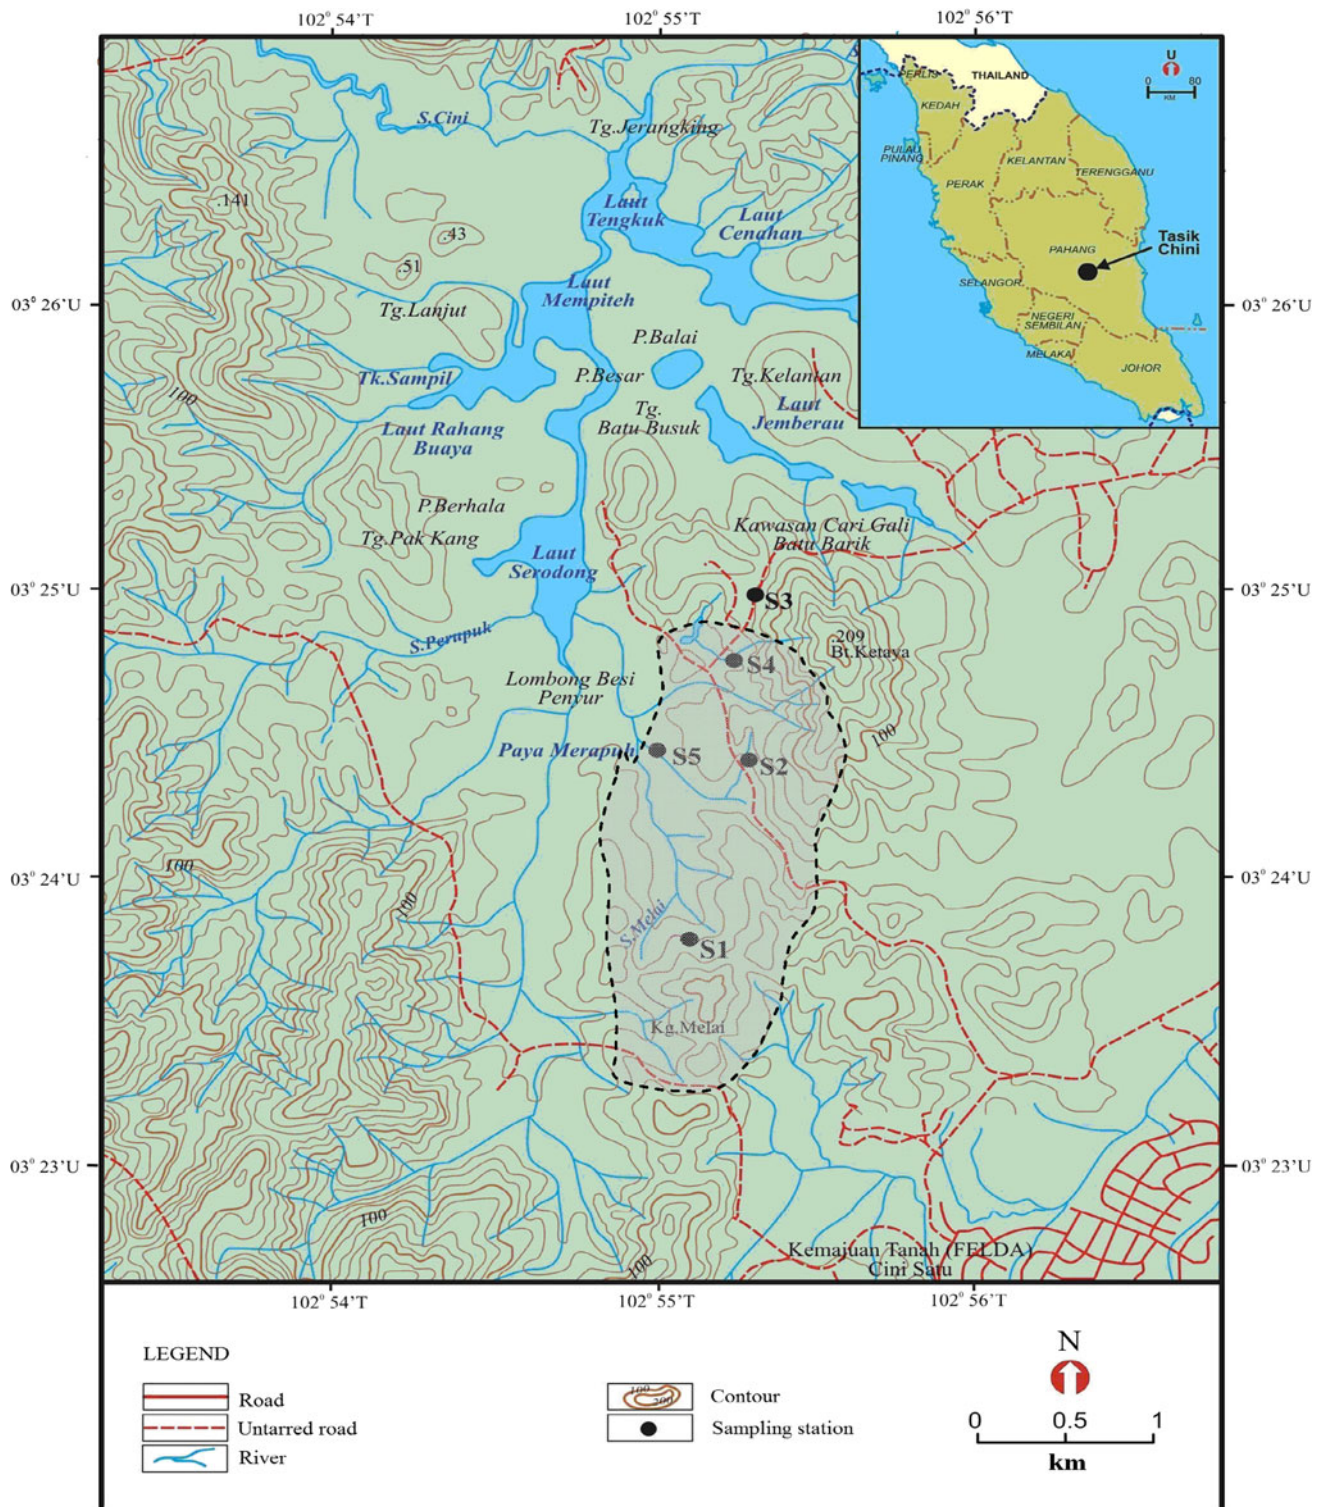 102° 54'T
102° 55'T
102° 56'T
S.Cini
Tg.Jerangking
S.
.141
.43
.51
Laut
Tengkuk
Laut
Cenahan
03° 26'U
Laut
Mempiteh
Tg.Lanjut
P.Balai
P.Besar
Tk.Sampil
Tg.Kelanian
100
Laut Rahang
Buaya
Tg.
Batu Busuk
Laut
Jemberau
P.Berhala
Tg.Pak Kang
Kawasan Cari Gali
Batu Barik
Laut
Serodong
03° 25'U
03° 25'U
S3
S.Perapuk
.209
Bt.Ketaya
S4
Lombong Besi
Penyur
Paya Merapuh
S5
S2
100
03° 24'U
03° 24'U
100
100
S.Melai
S1
Kg.Melai
03° 23'U
03° 23'U
100
100
Kemajuan Tanah (FELDA)
Cini Satu
102° 54'T
102° 55'T
102° 56'T
U
0 80
KM
THAILAND
PERLIS
KEDAH
PULAU
PINANG
KELANTAN
TERENGGANU
PERAK
PAHANG
Tasik
Chini
SELANGOR
NEGERI
SEMBILAN
MELAKA
JOHOR
03° 26'U
LEGEND
Road
Untarred road
River
100
200
Contour
Sampling station
N
0 0.5 1
km